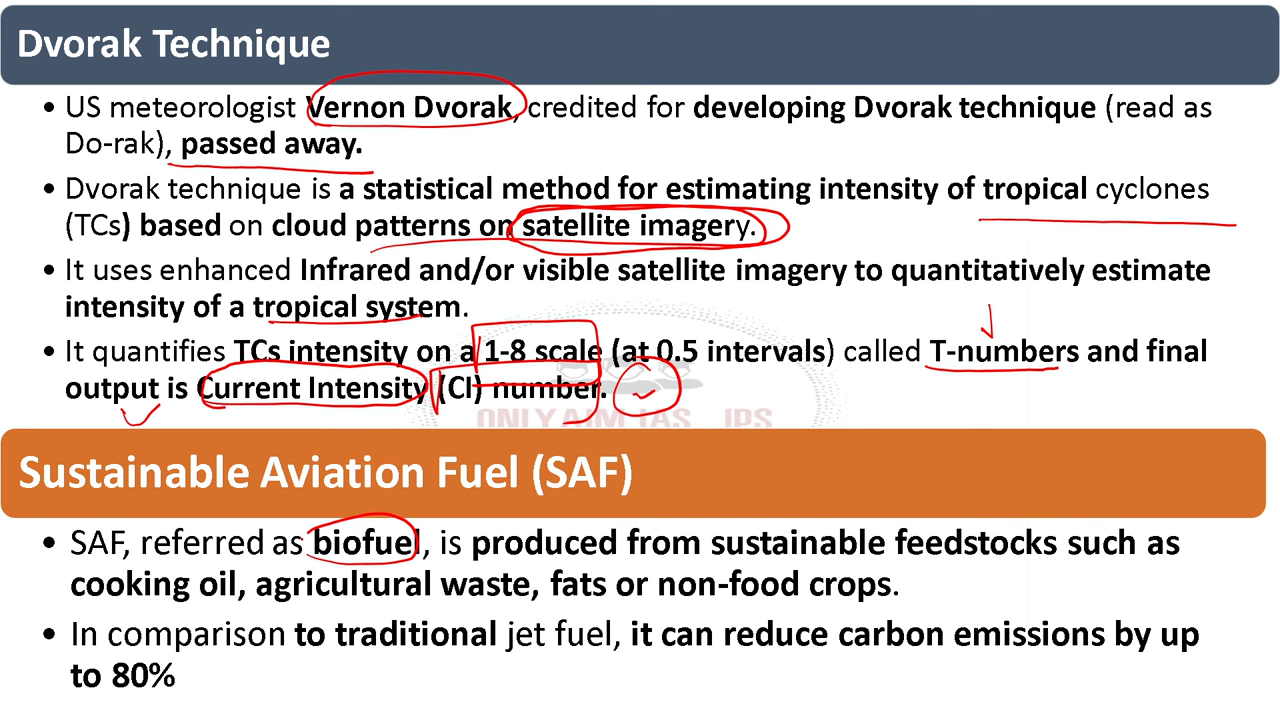 Dvorak Technique
• US meteorologist Vernon Dvorak, credited for developing Dvorak technique (read as
Do-rak), passed away.
• Dvorak technique is a statistical method for estimating intensity of tropical cyclones
(TCs) based on cloud patterns on satellite imagery.
• It uses enhanced Infrared and/or visible satellite imagery to quantitatively estimate
intensity of a tropical system.
• It quantifies TCs intensity on a 1-8 scale (at 0.5 intervals) called T-numbers and final
output is Current Intensity (CI) number.
ONLYAIM IAS IPS
Sustainable Aviation Fuel (SAF)
• SAF, referred as biofuel, is produced from sustainable feedstocks such as
cooking oil, agricultural waste, fats or non-food crops.
• In comparison to traditional jet fuel, it can reduce carbon emissions by up
to 80%